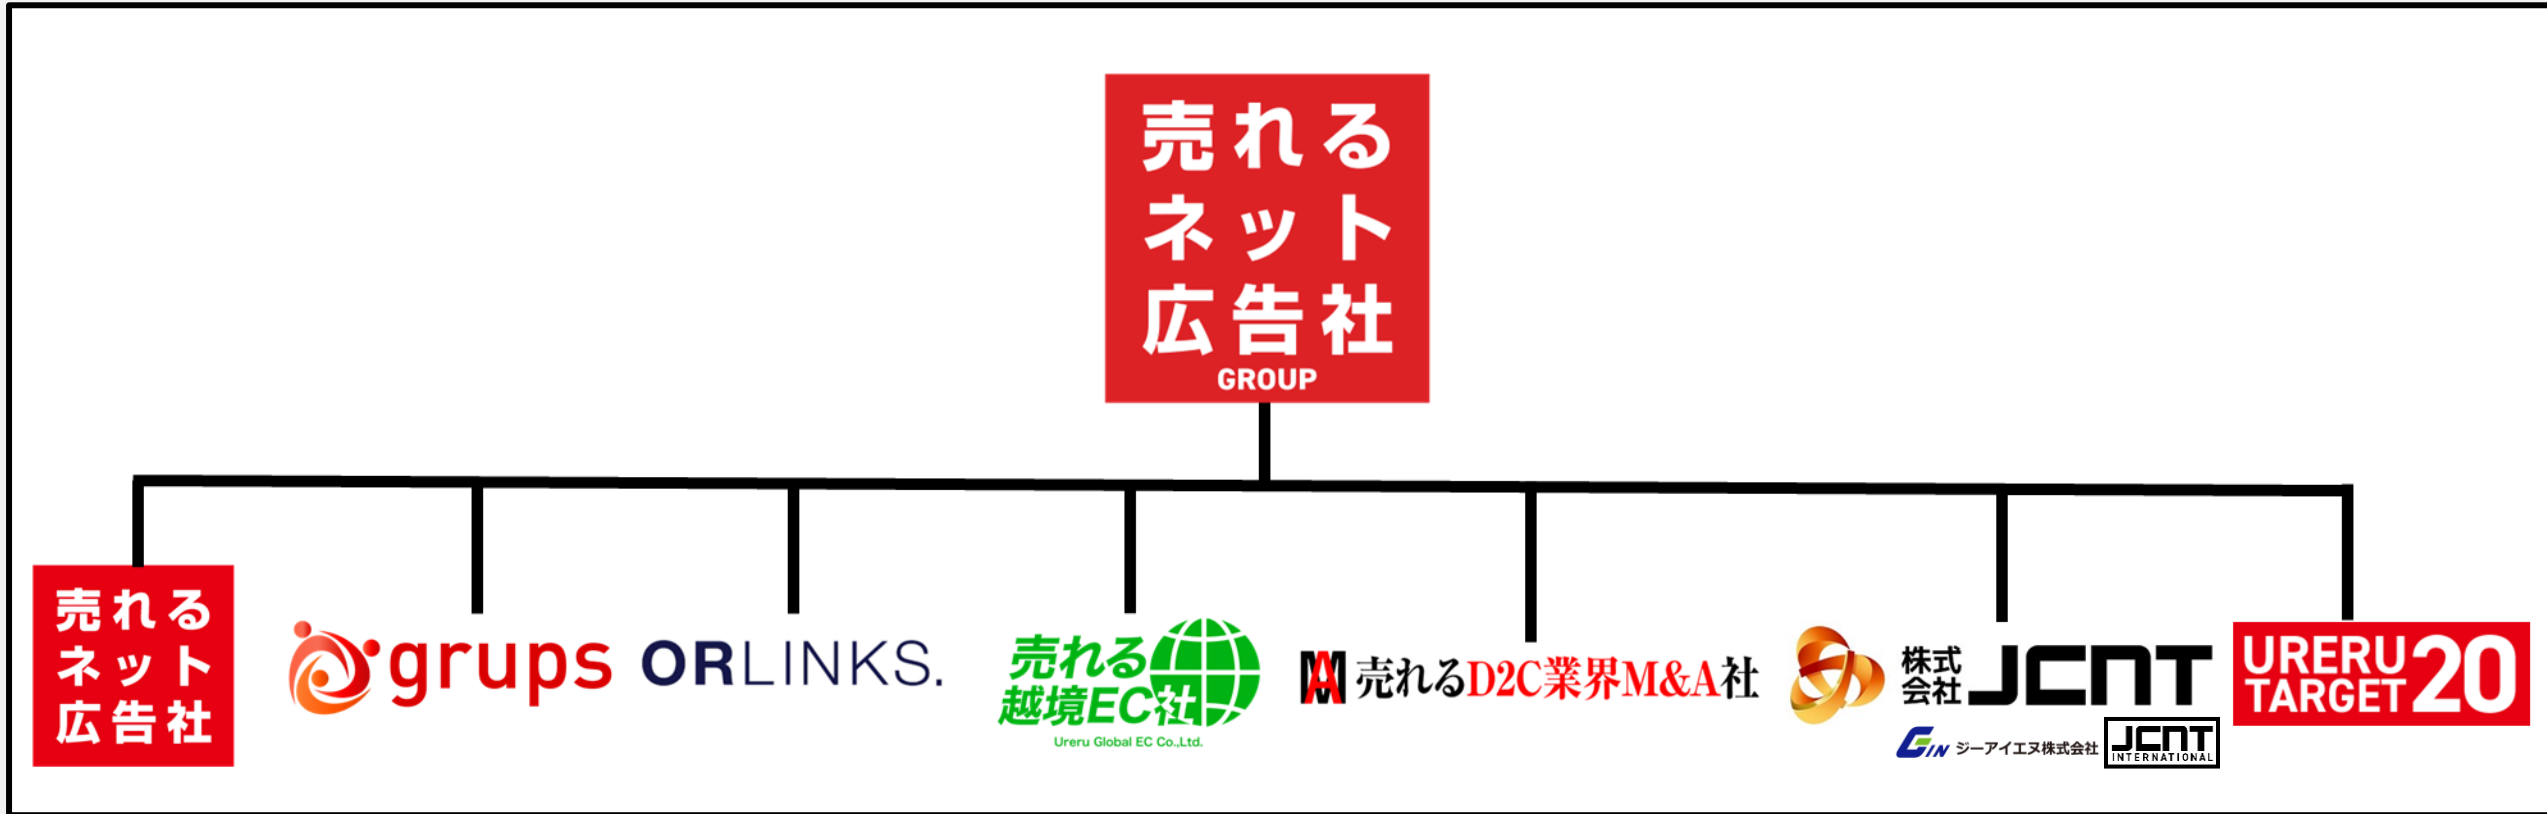 売れる
ネット
広告社
GROUP
売れる
ネット
広告社
grups
ORLINKS.
売れる
越境EC社
Ureru Global EC Co.,Ltd.
MA 売れるD2C業界M&A社
株式
会社
JCNT
GIN ジーアイエヌ株式会社
JCNT
INTERNATIONAL
URERU
TARGET
20